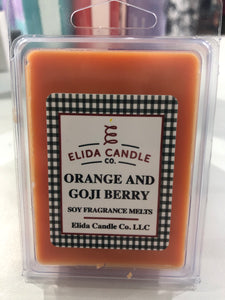 ELIDA CANDLE
CO.
ORANGE AND
GOJI BERRY
SOY FRAGRANCE MELTS
Elida Candle Co. LLC